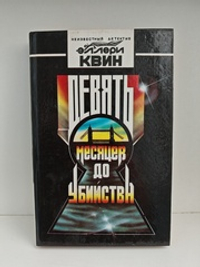 НЕИЗВЕСТНЫЙ ДЕТЕКТИВ
ЭЛЛЕРИ
КВИН
ДЕВЯТЬ
МЕСЯЦЕВ ДО
УБИЙСТВА